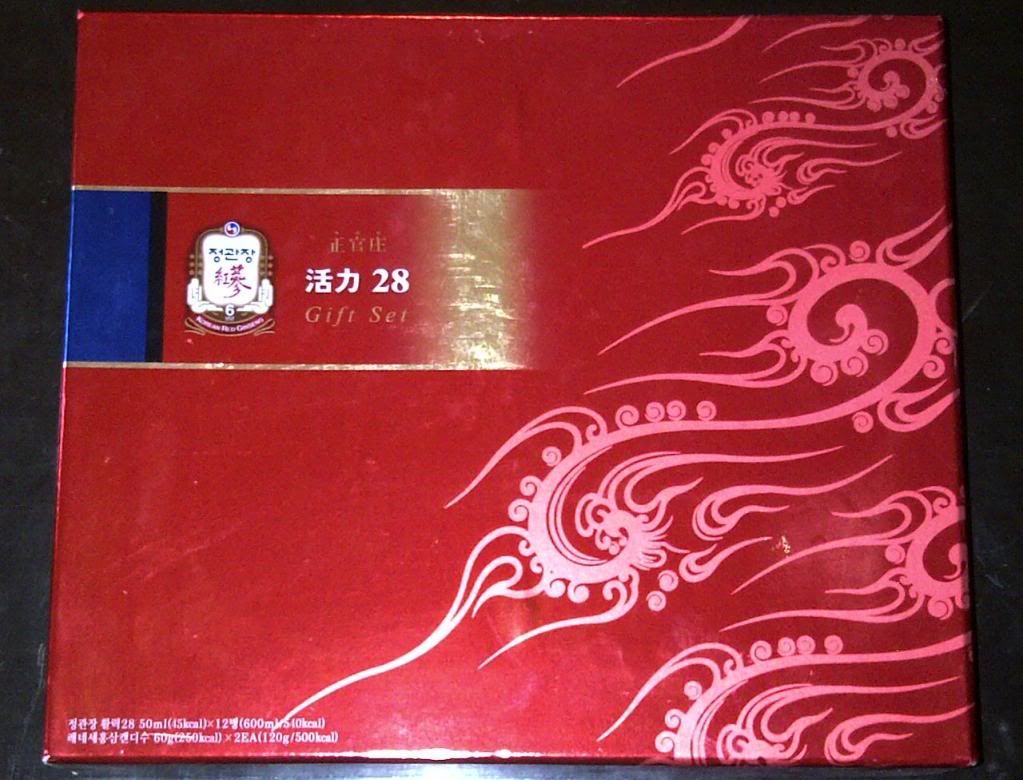 정관장
紅蔘
6
KOREAN RED GINSENG
正官庄
活力 28
Gift Set
정관장 활력28 50ml(45kcal)×12병(600ml/540kcal)
래네세홍삼캔디수 60g(250kcal)×2EA(120g/500kcal)